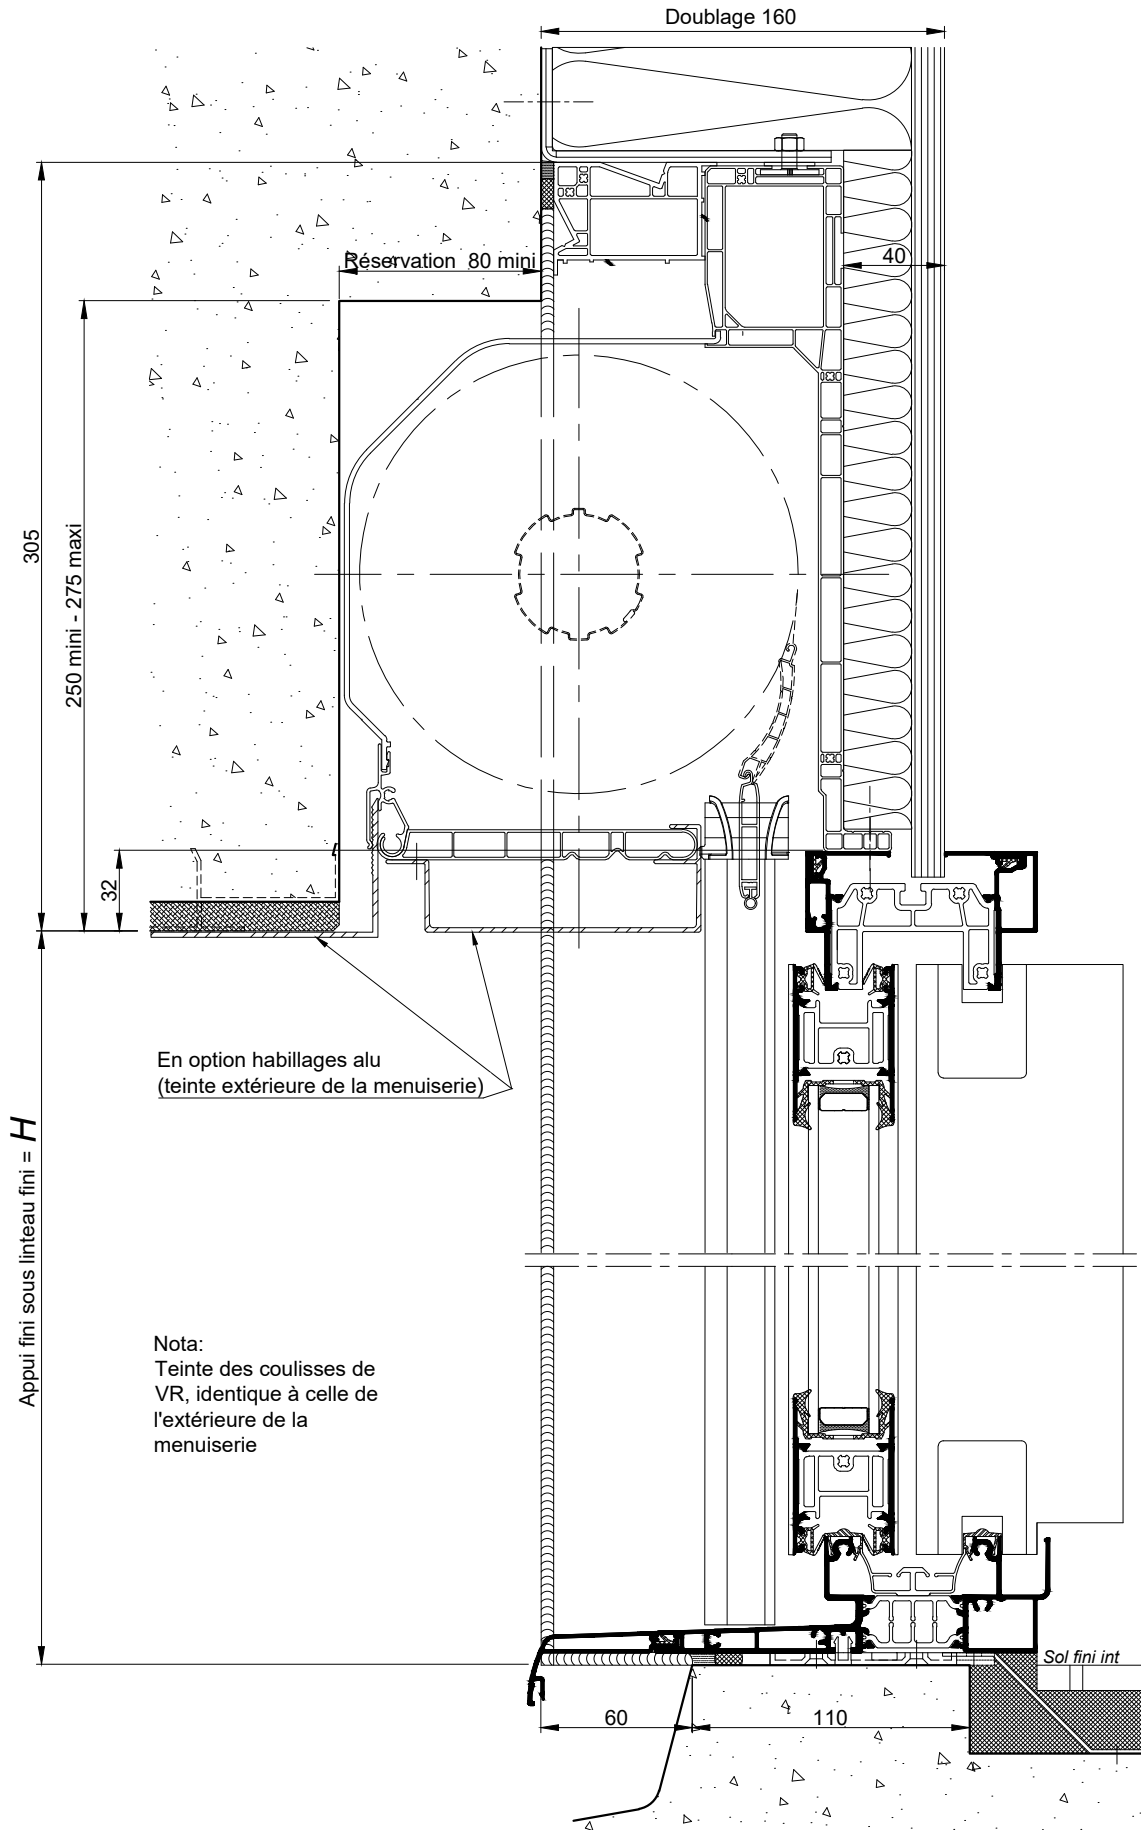 Doublage 160
Réservation 80 mini
40
305
250 mini - 275 maxi
32
En option habillages alu
(teinte extérieure de la menuiserie)
Appui fini sous linteau fini = H
Nota:
Teinte des coulisses de
VR, identique à celle de
l'extérieure de la
menuiserie
Sol fini int
60
110